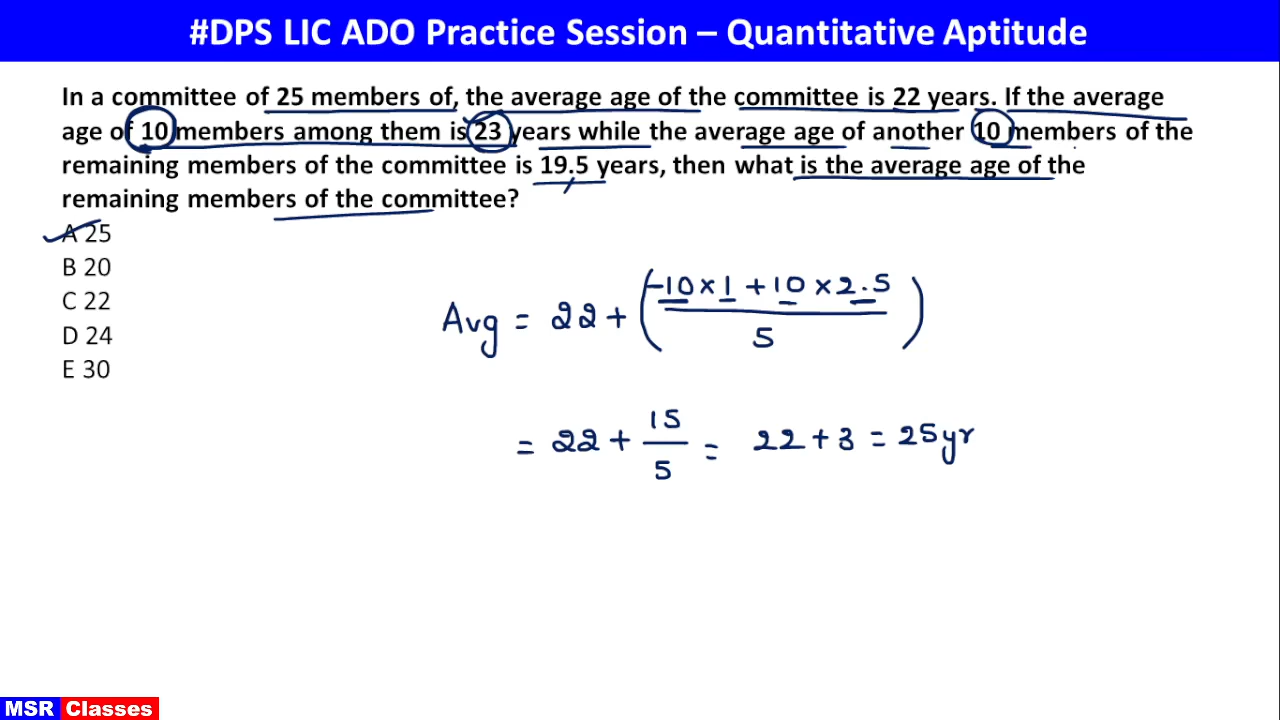 #DPS LIC ADO Practice Session – Quantitative Aptitude
In a committee of 25 members of, the average age of the committee is 22 years. If the average
age of 10 members among them is 23 years while the average age of another 10 members of the
remaining members of the committee is 19.5 years, then what is the average age of the
remaining members of the committee?
A 25
B 20
C 22
D 24
E 30
Avg = 22 + (-10 × 1 + 10 × 2.5 / 5)
= 22 + 15/5 = 22 + 3 = 25yr
MSR Classes